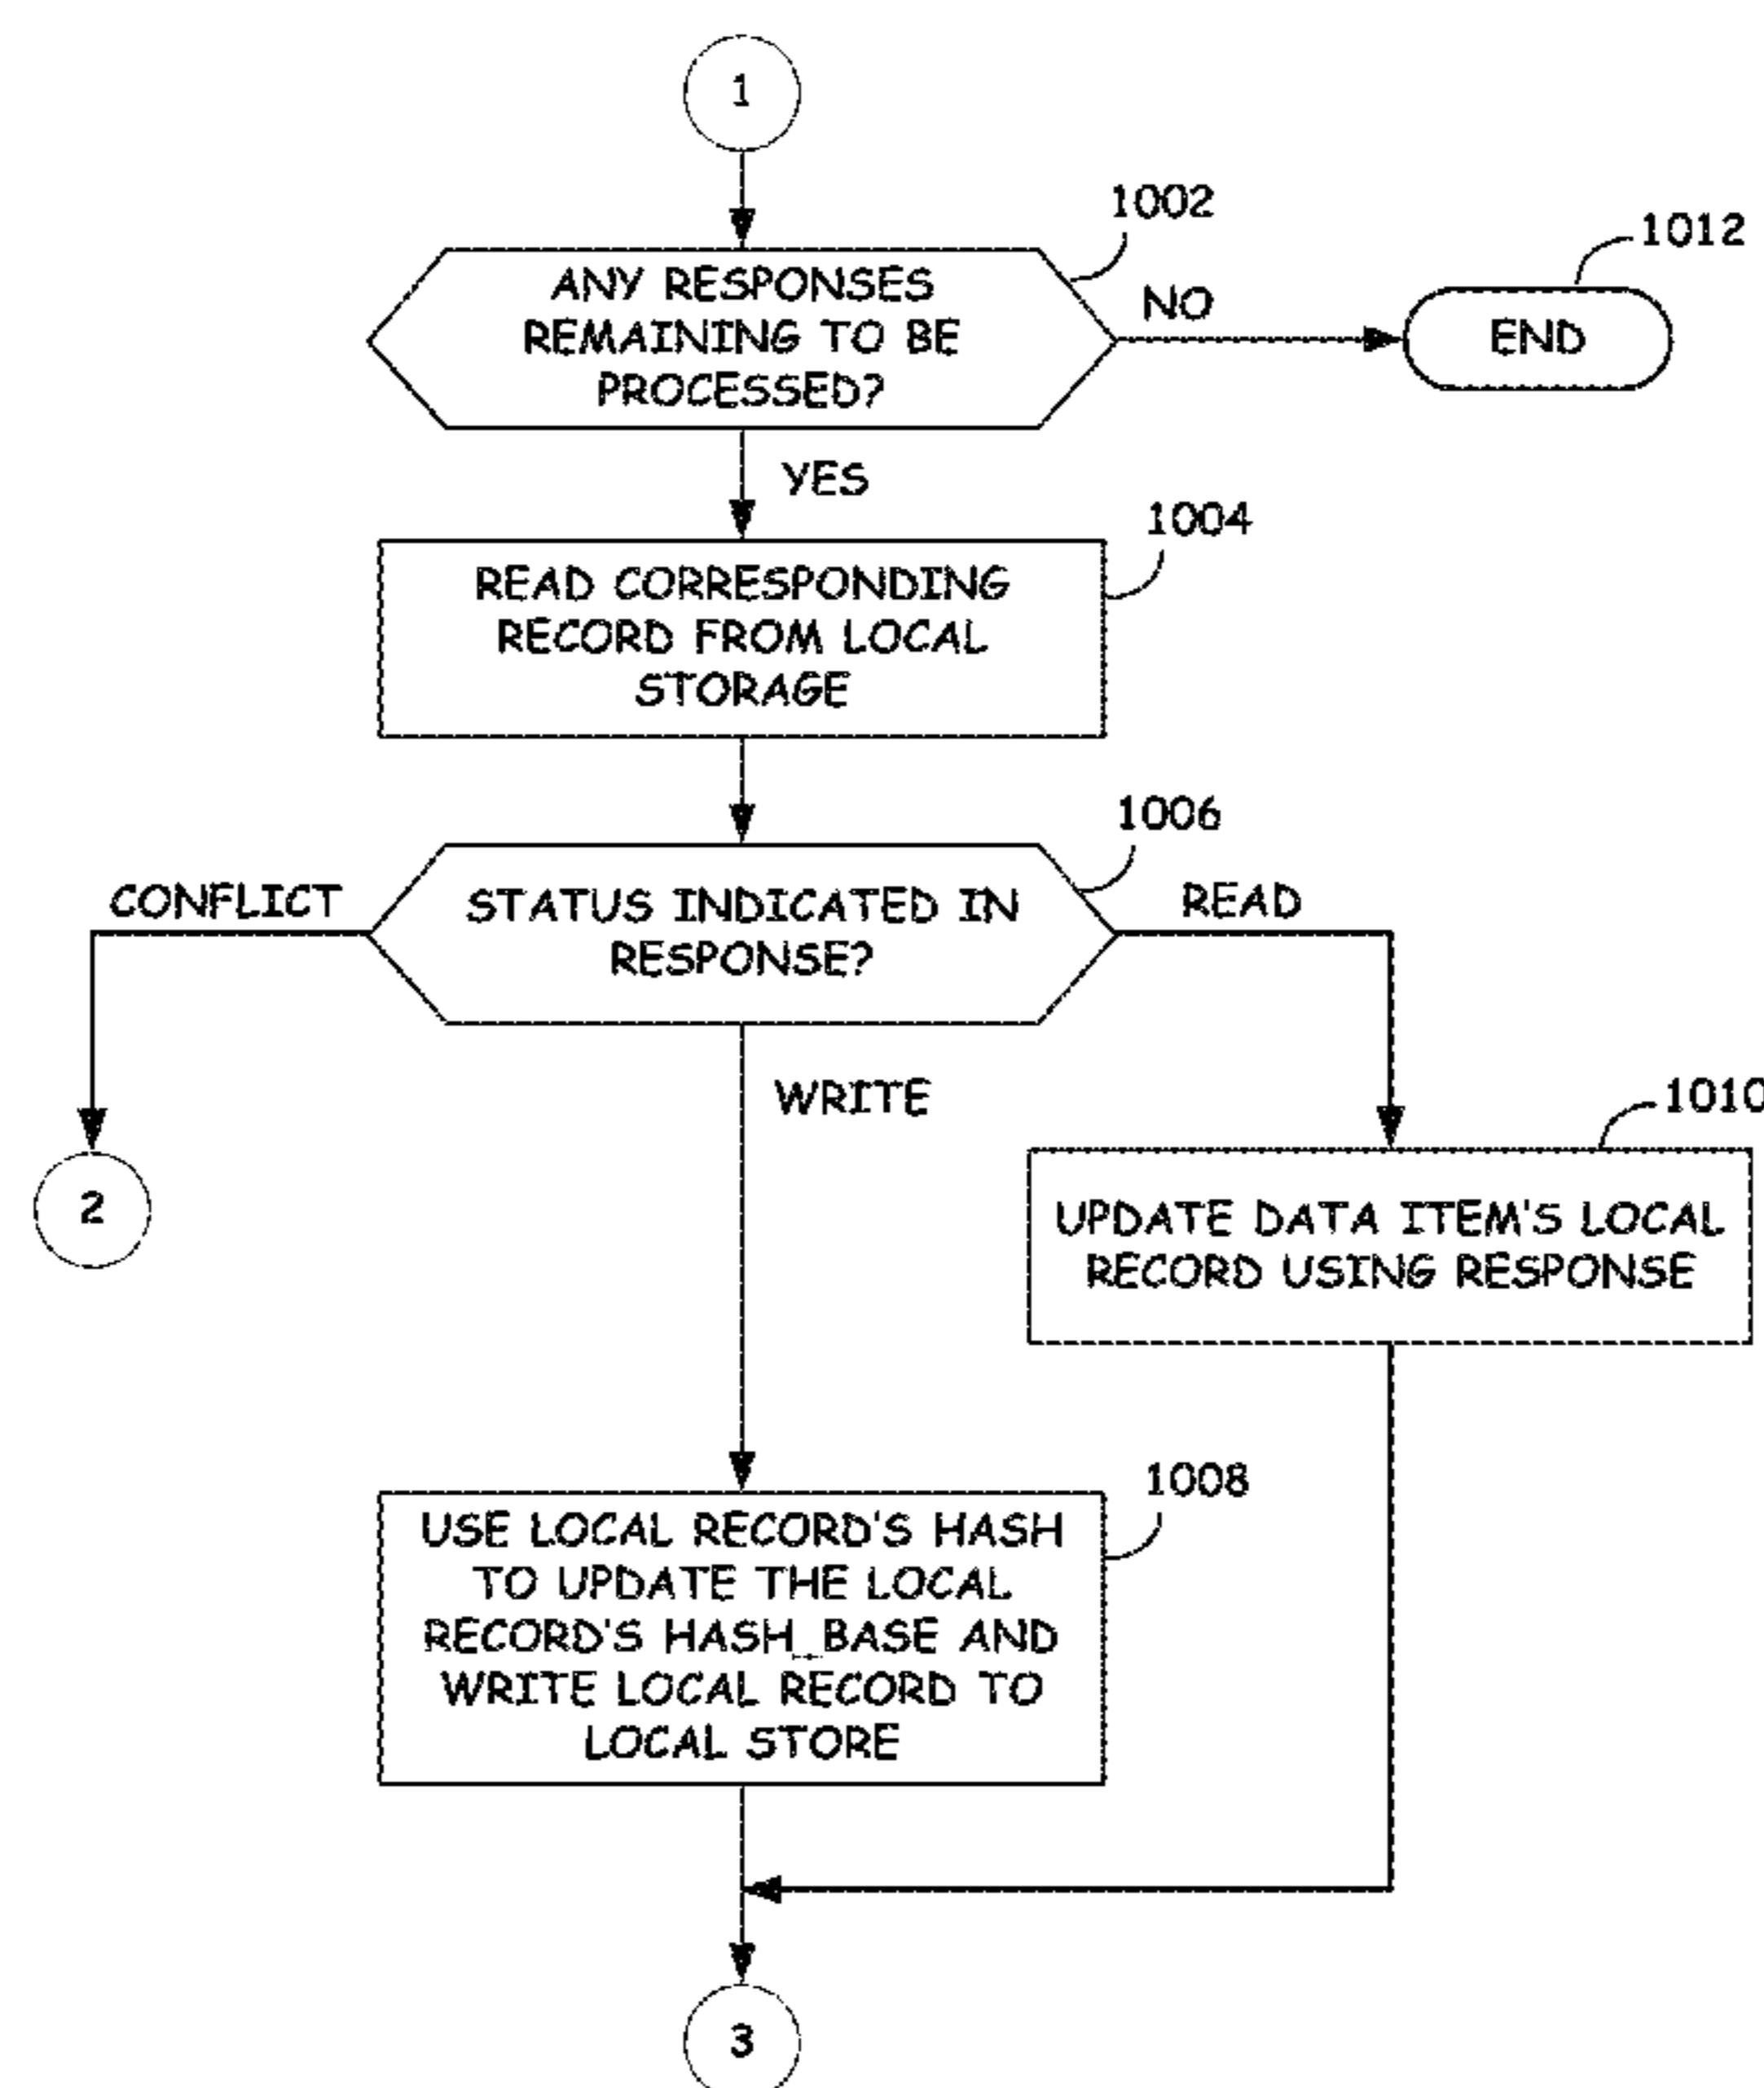 1
1002
ANY RESPONSES
REMAINING TO BE
PROCESSED?
NO
1012
END
YES
1004
READ CORRESPONDING
RECORD FROM LOCAL
STORAGE
1006
CONFLICT
STATUS INDICATED IN
RESPONSE?
READ
WRITE
1010
2
UPDATE DATA ITEM'S LOCAL
RECORD USING RESPONSE
1008
USE LOCAL RECORD'S HASH
TO UPDATE THE LOCAL
RECORD'S HASH_BASE AND
WRITE LOCAL RECORD TO
LOCAL STORE
3